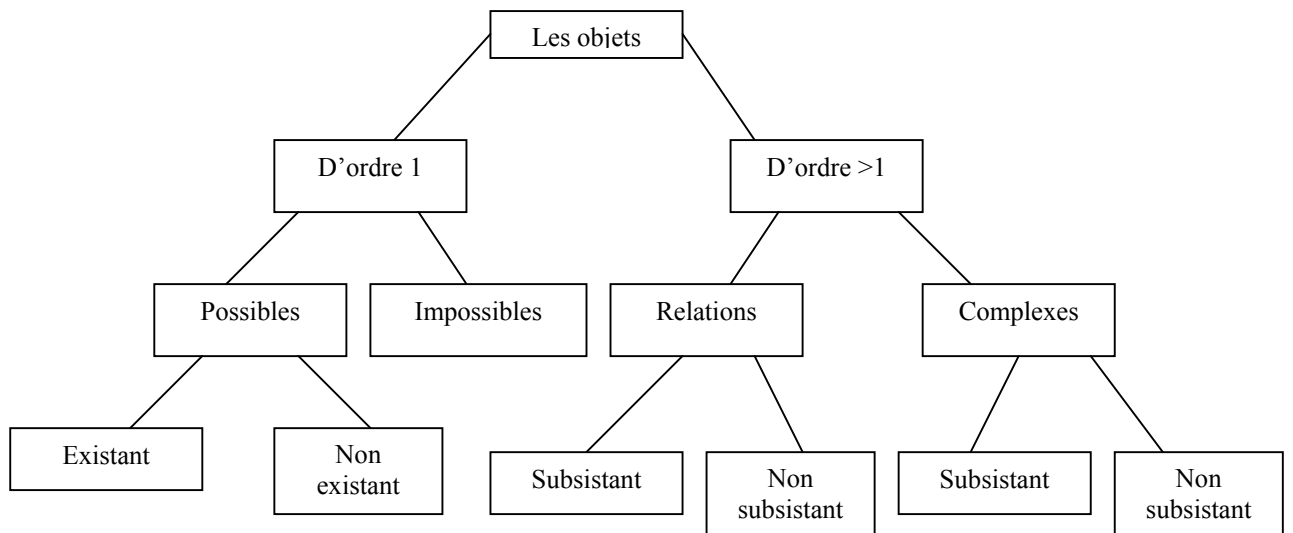 Les objets
D’ordre 1
D’ordre >1
Possibles
Impossibles
Relations
Complexes
Existant
Non
existant
Subsistant
Non
subsistant
Subsistant
Non
subsistant